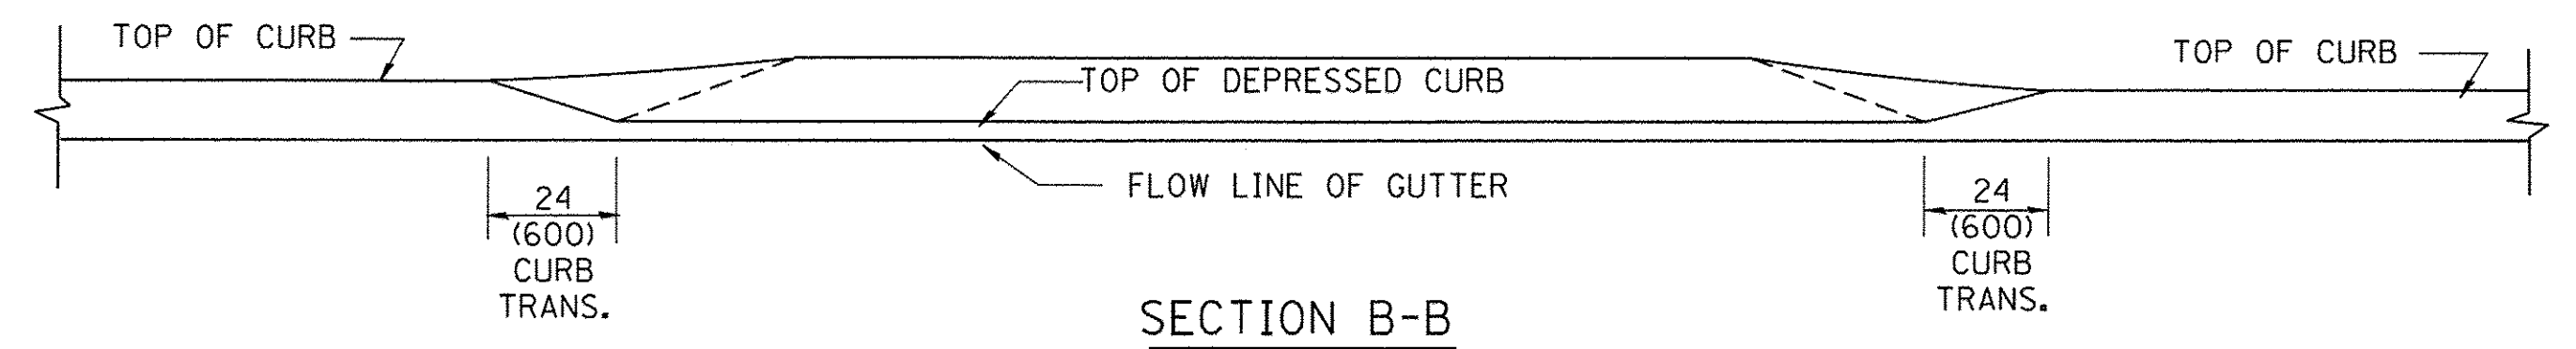 TOP OF CURB
TOP OF CURB
TOP OF DEPRESSED CURB
FLOW LINE OF GUTTER
24
(600)
CURB
TRANS.
24
(600)
CURB
TRANS.
SECTION B-B